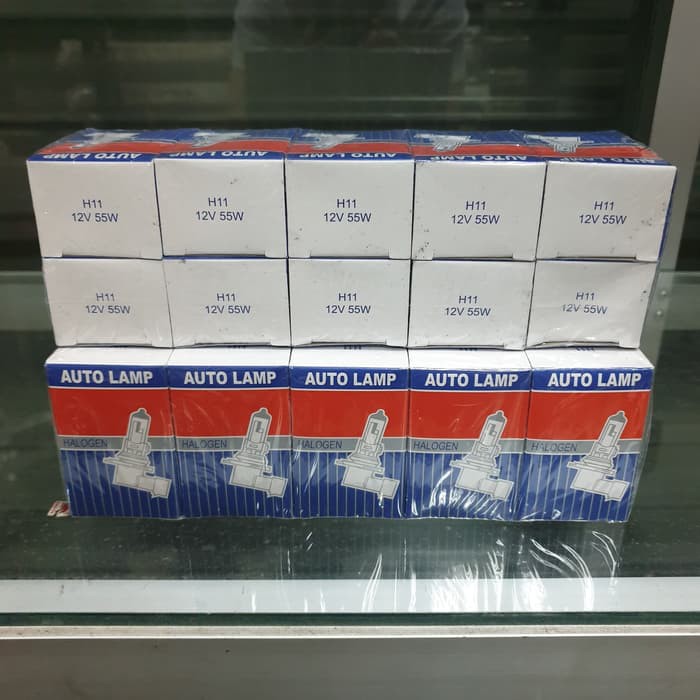 AUTO LAMP AUTO LAMP AUTO LAMP AUTO LAMP AUTO LAMP
H11 H11 H11 H11 H11
12V 55W 12V 55W 12V 55W 12V 55W 12V 55W
H11 H11 H11 H11 H11
12V 55W 12V 55W 12V 55W 12V 55W 12V 55W
AUTO LAMP AUTO LAMP AUTO LAMP AUTO LAMP AUTO LAMP
HALOGEN HALOGEN HALOGEN HALOGEN HALOGEN